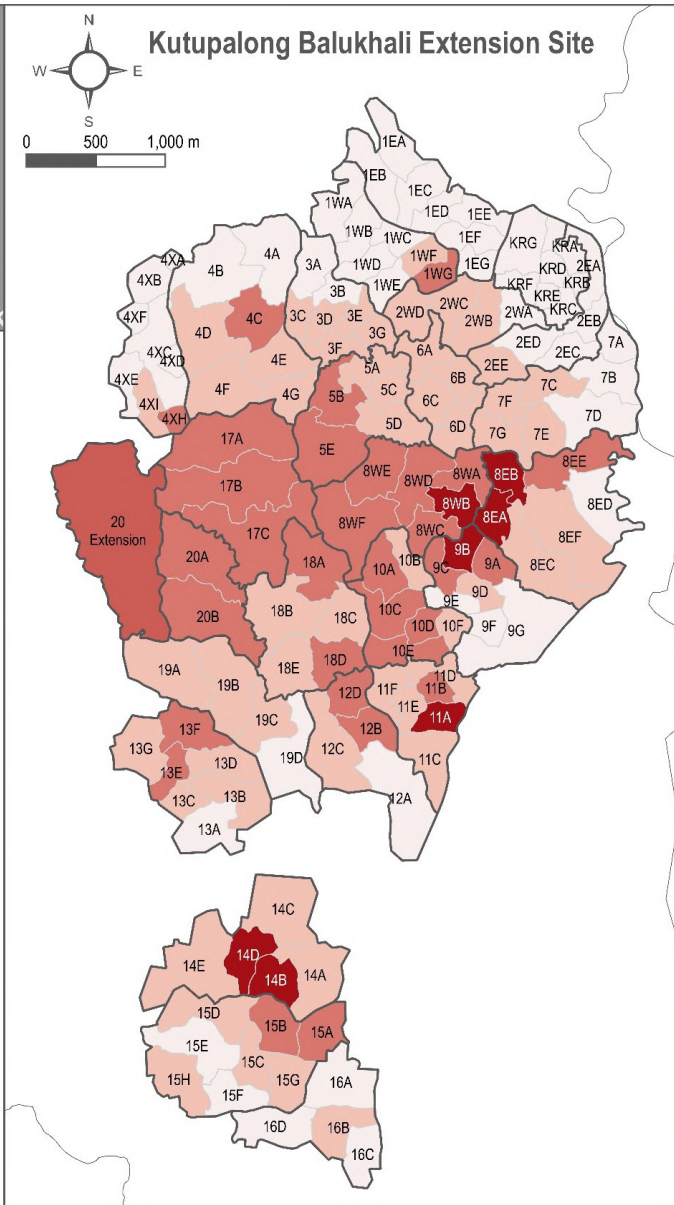 Kutupalong Balukhali Extension Site
N
W E
S
0 500 1,000 m
1EA
1EB
1WA 1EC
1ED 1EE
1WB 1WC 1EF
4XA 4B 4A 3A 1WD 1WF 1EG KRG KRA
4XB 1WG KRD 2EA
3B 1WE KRF KRB
4XF 4C 3C 3D 3E 2WD 2WC 2WB 2WA KRE KRC 2EB
4D 3G
4XC 4XD 4E 3F 6A 2ED 2EC 7A
4XE 5A 6B 2EE
4XI 4F 4G 5B 5C 6C 7F 7C 7B
4XH 5D 6D 7G 7E 7D
17A 5E
8WE 8WD 8WA 8EB 8EE
17B 8WB 8ED
20
Extension
8WF 8WC 8EA
17C 9B 8EF
20A 18A 10A 10B 9C 9A 8EC
20B 18B 18C 10C 9E 9D
10D 10F 9F 9G
18E 18D 10E
19A 11D
19B 12D 11F 11B
19C 11E 11A
13F 12B
13G 12C
13E 13D 19D 11C
13C 13B 12A
13A
14C
14D
14E 14B 14A
15D
15B 15A
15E
15C
15H 15G 16A
15F
16D 16B
16C